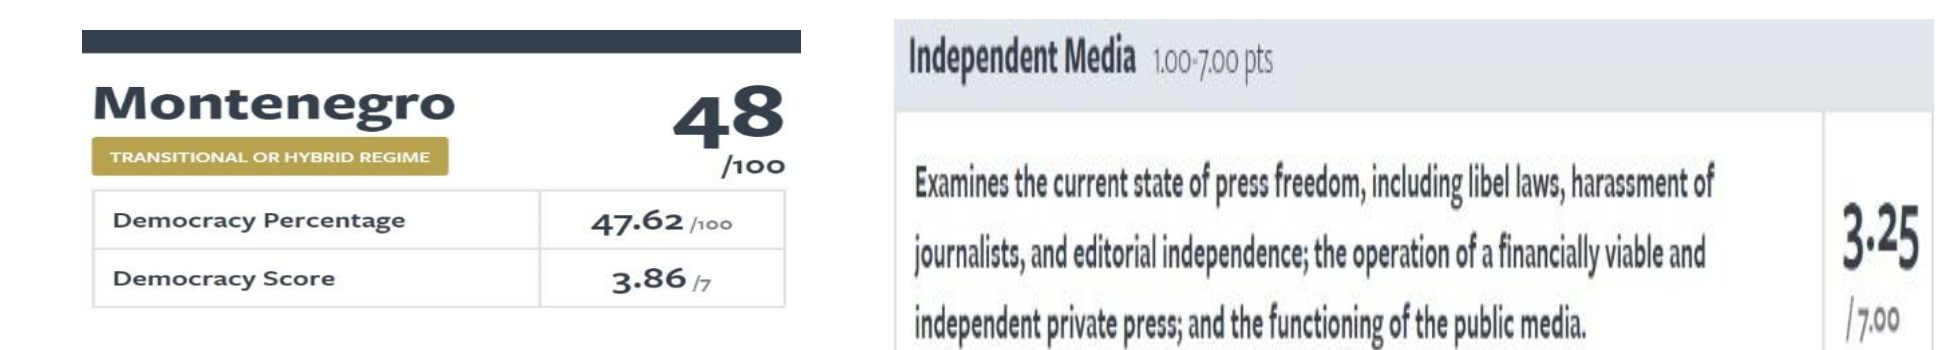 Montenegro
48
/100
TRANSITIONAL OR HYBRID REGIME
Democracy Percentage 47.62 /100
Democracy Score 3.86 /7
Independent Media 1.00-7.00 pts
Examines the current state of press freedom, including libel laws, harassment of
journalists, and editorial independence; the operation of a financially viable and
independent private press; and the functioning of the public media.
3.25
/7.00